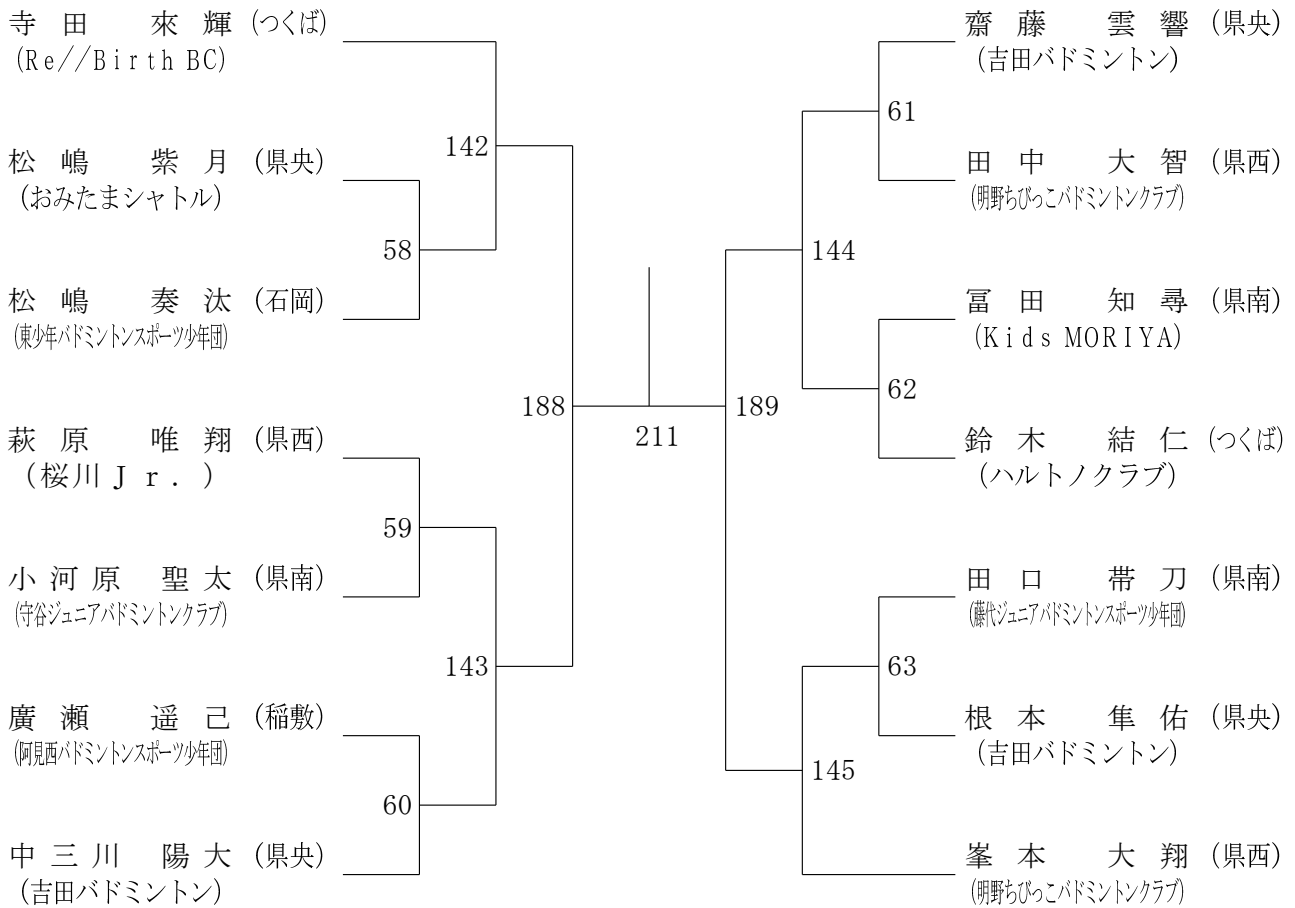 寺田 來輝 (つくば)
(Re//Birth BC)
142
松嶋 紫月 (県央)
(おみたまシャトル)
58
松嶋 奏汰 (石岡)
(東少年バドミントンスポーツ少年団)
188
萩原 唯翔 (県西)
(桜川Ｊｒ．)
59
小河原 聖太 (県南)
(守谷ジュニアバドミントンクラブ)
143
廣瀬 遥己 (稲敷)
(阿見西バドミントンスポーツ少年団)
60
中三川 陽大 (県央)
(吉田バドミントン)
211
齋藤 雲響 (県央)
(吉田バドミントン)
61
田中 大智 (県西)
(明野ちびっこバドミントンクラブ)
144
冨田 知尋 (県南)
(Kids MORIYA)
62
鈴木 結仁 (つくば)
(ハルトノクラブ)
189
田口 帯刀 (県南)
(藤代ジュニアバドミントンスポーツ少年団)
63
根本 隼佑 (県央)
(吉田バドミントン)
145
峯本 大翔 (県西)
(明野ちびっこバドミントンクラブ)